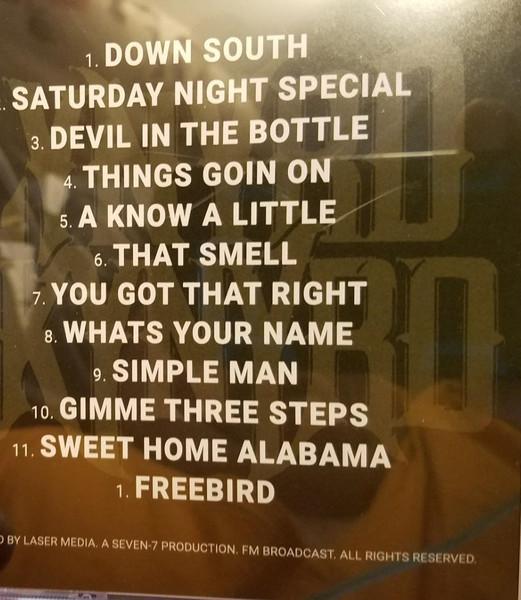 1. DOWN SOUTH
. SATURDAY NIGHT SPECIAL
3. DEVIL IN THE BOTTLE
4. THINGS GOIN ON
5. A KNOW A LITTLE
6. THAT SMELL
7. YOU GOT THAT RIGHT
8. WHATS YOUR NAME
9. SIMPLE MAN
10. GIMME THREE STEPS
11. SWEET HOME ALABAMA
1. FREEBIRD
BY LASER MEDIA. A SEVEN-7 PRODUCTION. FM BROADCAST. ALL RIGHTS RESERVED.